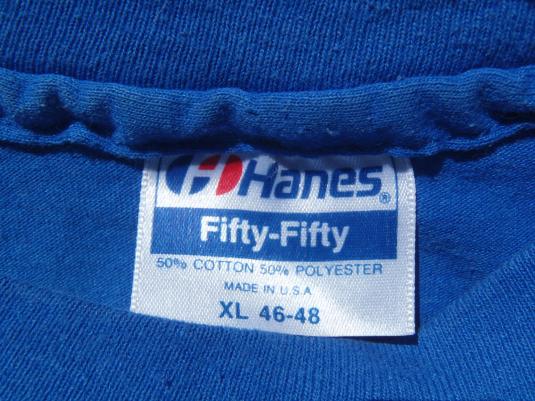 Hanes®
Fifty-Fifty
50% COTTON 50% POLYESTER
MADE IN U.S.A
XL 46-48